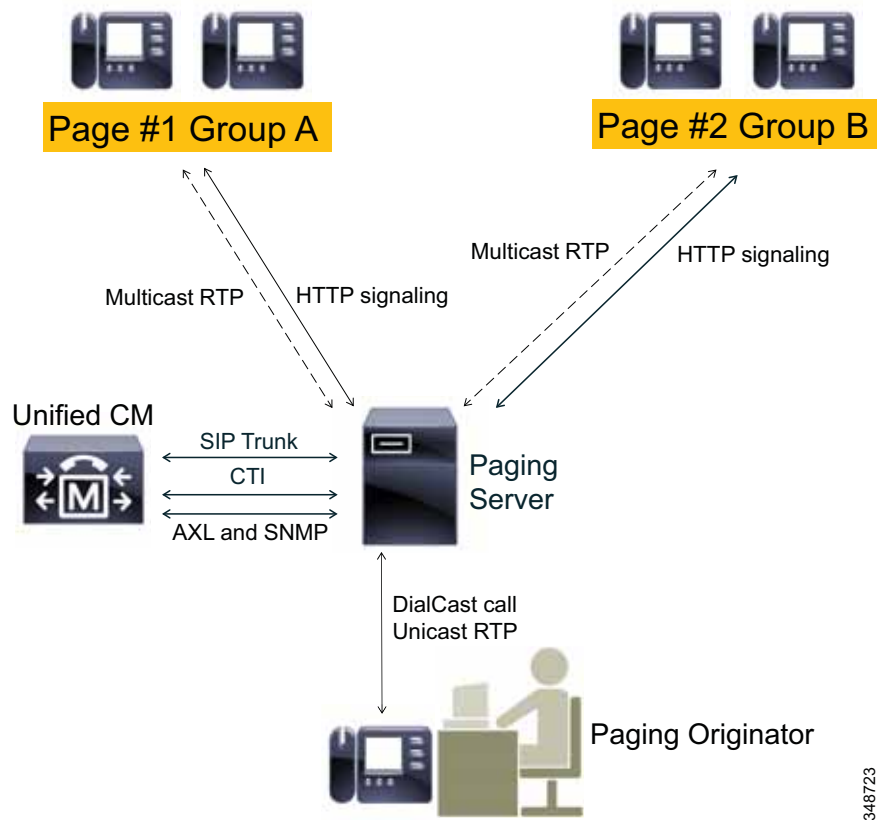 Page #1 Group A
Page #2 Group B
Multicast RTP
HTTP signaling
Multicast RTP
HTTP signaling
Unified CM
M
SIP Trunk
CTI
AXL and SNMP
Paging
Server
DialCast call
Unicast RTP
Paging Originator
348723